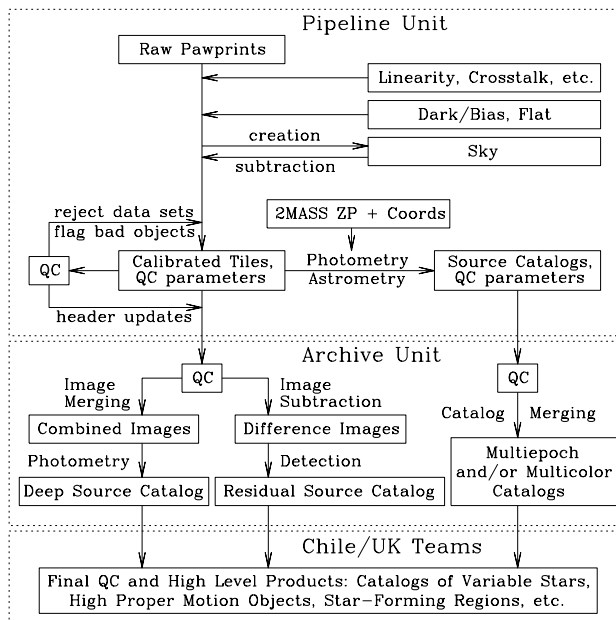 Pipeline Unit
Raw Pawprints
Linearity, Crosstalk, etc.
Dark/Bias, Flat
creation
Sky
subtraction
reject data sets
flag bad objects
2MASS ZP + Coords
QC
Calibrated Tiles,
QC parameters
Photometry
Astrometry
Source Catalogs,
QC parameters
header updates
Archive Unit
QC
QC
Image
Merging
Image
Subtraction
Catalog
Merging
Combined Images
Difference Images
Multiepoch
and/or Multicolor
Catalogs
Photometry
Detection
Deep Source Catalog
Residual Source Catalog
Chile/UK Teams
Final QC and High Level Products: Catalogs of Variable Stars,
High Proper Motion Objects, Star-Forming Regions, etc.